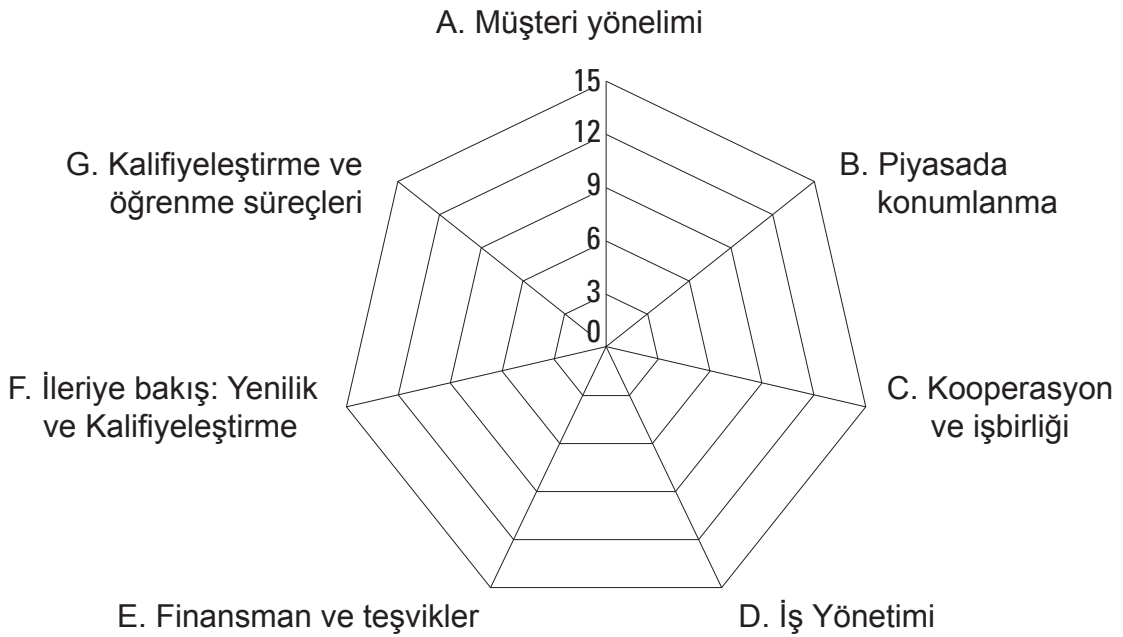 A. Müşteri yönelimi
15
12
9
6
3
0
B. Piyasada
konumlanma
C. Kooperasyon
ve işbirliği
D. İş Yönetimi
E. Finansman ve teşvikler
F. İleriye bakış: Yenilik
ve Kalifiyeleştirme
G. Kalifiyeleştirme ve
öğrenme süreçleri